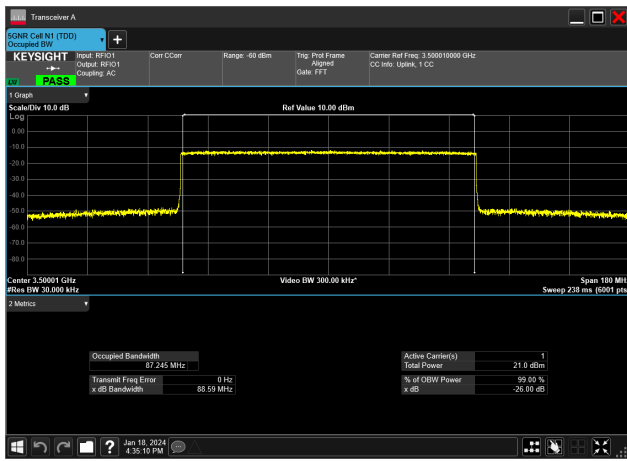 Transceiver A
5GNR Cell N1 (TDD)
Occupied BW
KEYSIGHT
PASS
Input: RFIO1
Output: RFIO1
Coupling: AC
Corr CCorr
Range: -60 dBm
Trig: Prot Frame
Aligned
Gate: FFT
Carrier Ref Freq: 3.500010000 GHz
CC Info: Uplink, 1 CC
1 Graph
Scale/Div 10.0 dB
Ref Value 10.00 dBm
Log
0.00
-10.0
-20.0
-30.0
-40.0
-50.0
-60.0
-70.0
-80.0
Center 3.50001 GHz
Video BW 300.00 kHz*
Span 180 MH
#Res BW 30.000 kHz
Sweep 238 ms (6001 pts
2 Metrics
Occupied Bandwidth
87.245 MHz
Transmit Freq Error 0 Hz
x dB Bandwidth 88.59 MHz
Active Carrier(s) 1
Total Power 21.0 dBm
% of OBW Power 99.00 %
x dB -26.00 dB
Jan 18, 2024
4:35:10 PM